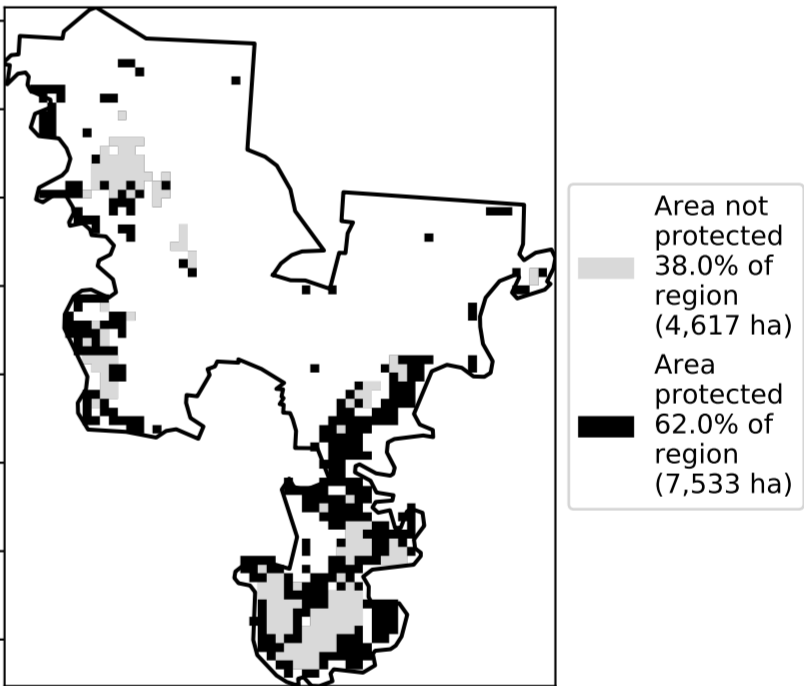 Area not
protected
38.0% of
region
(4,617 ha)
Area
protected
62.0% of
region
(7,533 ha)